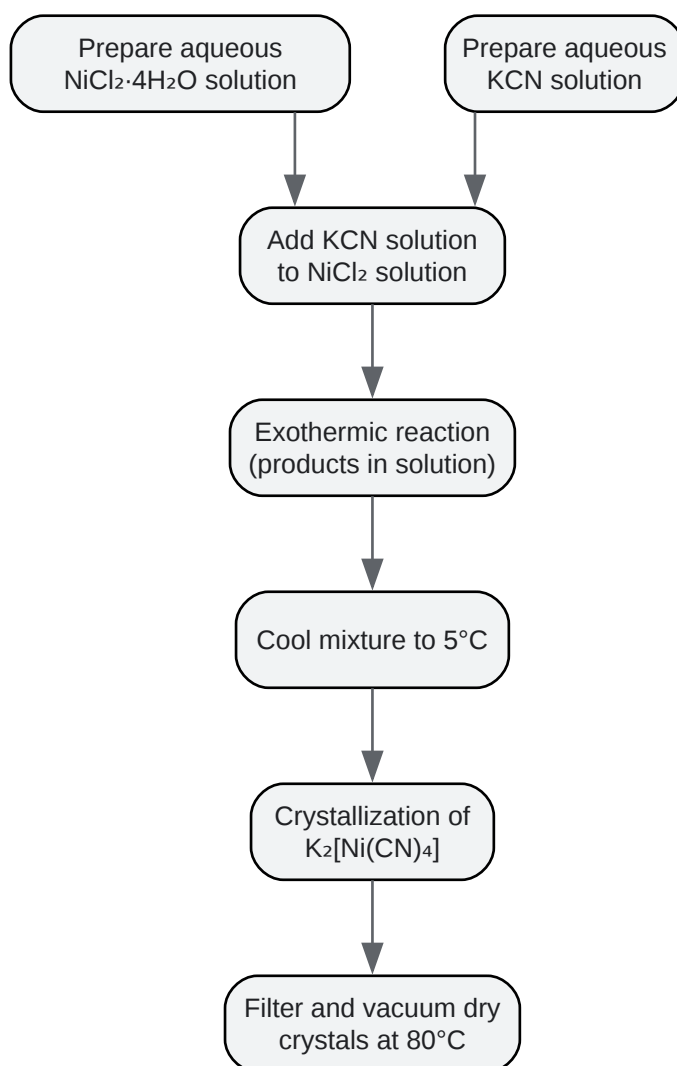 Prepare aqueous
NiCl₂·4H₂O solution
Prepare aqueous
KCN solution
Add KCN solution
to NiCl₂ solution
Exothermic reaction
(products in solution)
Cool mixture to 5°C
Crystallization of
K₂[Ni(CN)₄]
Filter and vacuum dry
crystals at 80°C